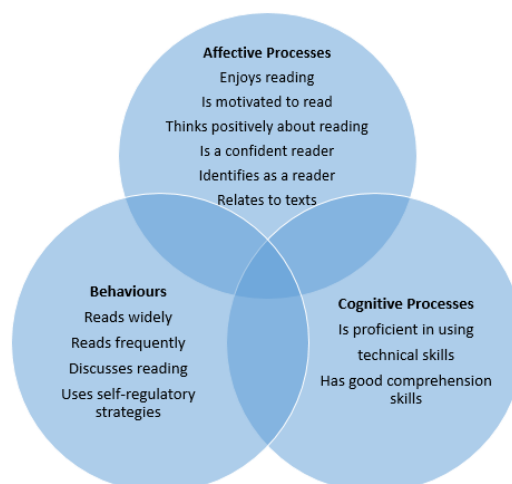 Affective Processes
Enjoys reading
Is motivated to read
Thinks positively about reading
Is a confident reader
Identifies as a reader
Relates to texts
Behaviours
Reads widely
Reads frequently
Discusses reading
Uses self-regulatory
strategies
Cognitive Processes
Is proficient in using
technical skills
Has good comprehension
skills